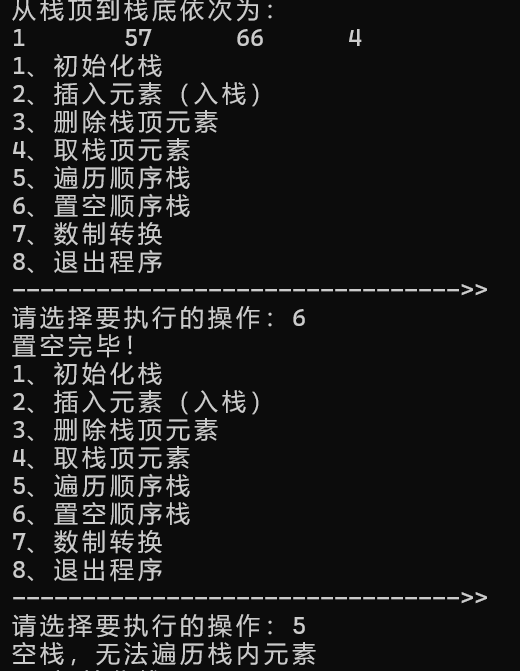 从栈顶到栈底依次为:
1 57 66 4
1、初始化栈
2、插入元素（入栈）
3、删除栈顶元素
4、取栈顶元素
5、遍历顺序栈
6、置空顺序栈
7、数制转换
8、退出程序
-------------------------------->>
请选择要执行的操作: 6
置空完毕!
1、初始化栈
2、插入元素（入栈）
3、删除栈顶元素
4、取栈顶元素
5、遍历顺序栈
6、置空顺序栈
7、数制转换
8、退出程序
-------------------------------->>
请选择要执行的操作: 5
空栈, 无法遍历栈内元素